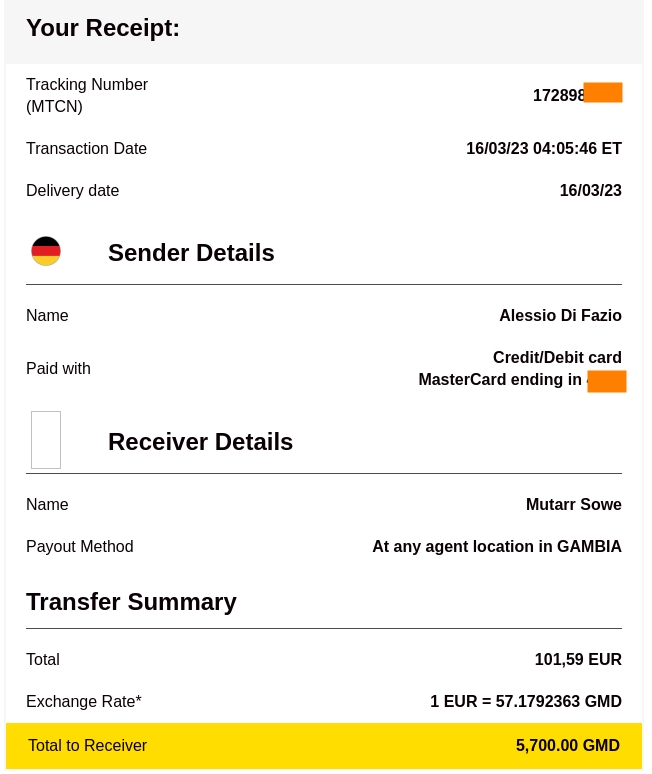 Your Receipt:
Tracking Number
(MTCN)
172898
Transaction Date
16/03/23 04:05:46 ET
Delivery date
16/03/23
Sender Details
Name
Alessio Di Fazio
Paid with
Credit/Debit card
MasterCard ending in
Receiver Details
Name
Mutarr Sowe
Payout Method
At any agent location in GAMBIA
Transfer Summary
Total
101,59 EUR
Exchange Rate*
1 EUR = 57.1792363 GMD
Total to Receiver
5,700.00 GMD